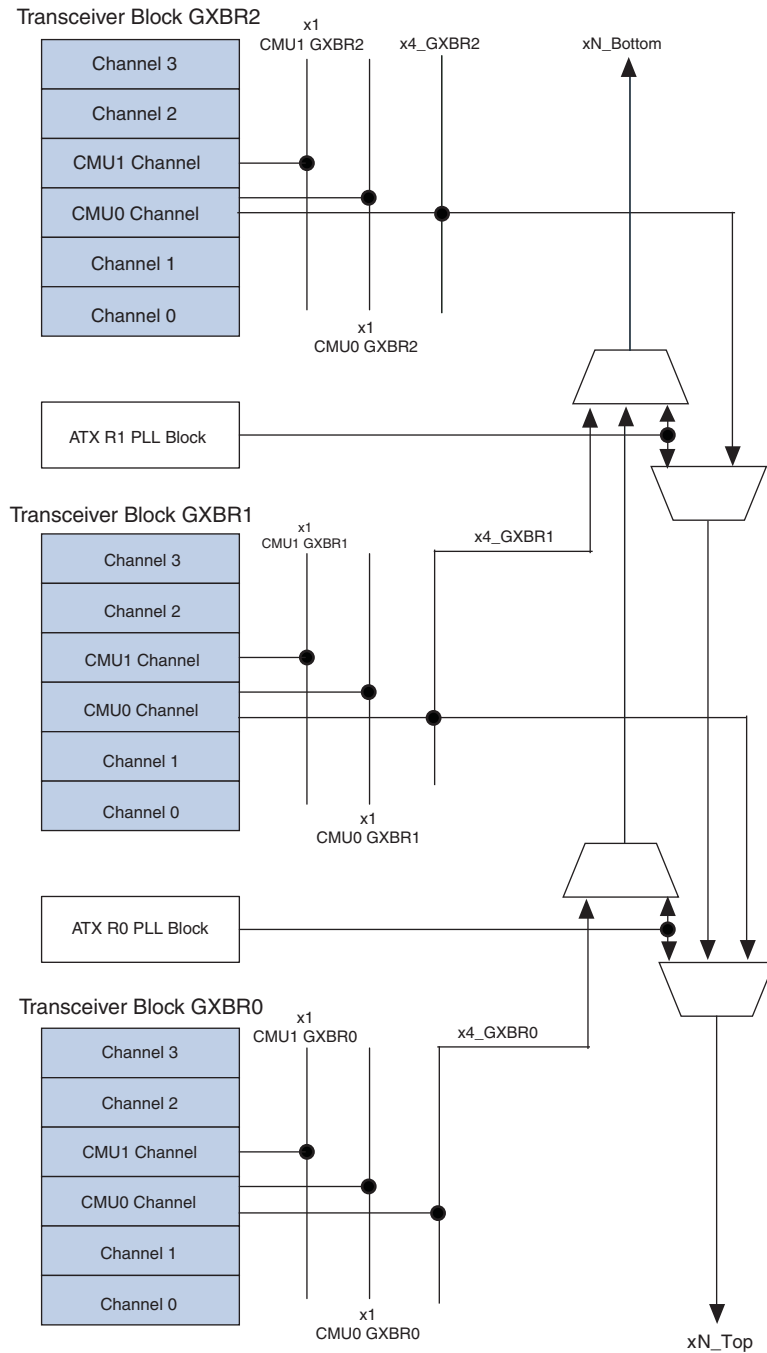 Transceiver Block GXBR2
x1
CMU1 GXBR2
x4_GXBR2
xN_Bottom
Channel 3
Channel 2
CMU1 Channel
CMU0 Channel
Channel 1
Channel 0
x1
CMU0 GXBR2
ATX R1 PLL Block
Transceiver Block GXBR1
x1
CMU1 GXBR1
x4_GXBR1
Channel 3
Channel 2
CMU1 Channel
CMU0 Channel
Channel 1
Channel 0
x1
CMU0 GXBR1
ATX R0 PLL Block
Transceiver Block GXBR0
x1
CMU1 GXBR0
x4_GXBR0
Channel 3
Channel 2
CMU1 Channel
CMU0 Channel
Channel 1
Channel 0
x1
CMU0 GXBR0
xN_Top